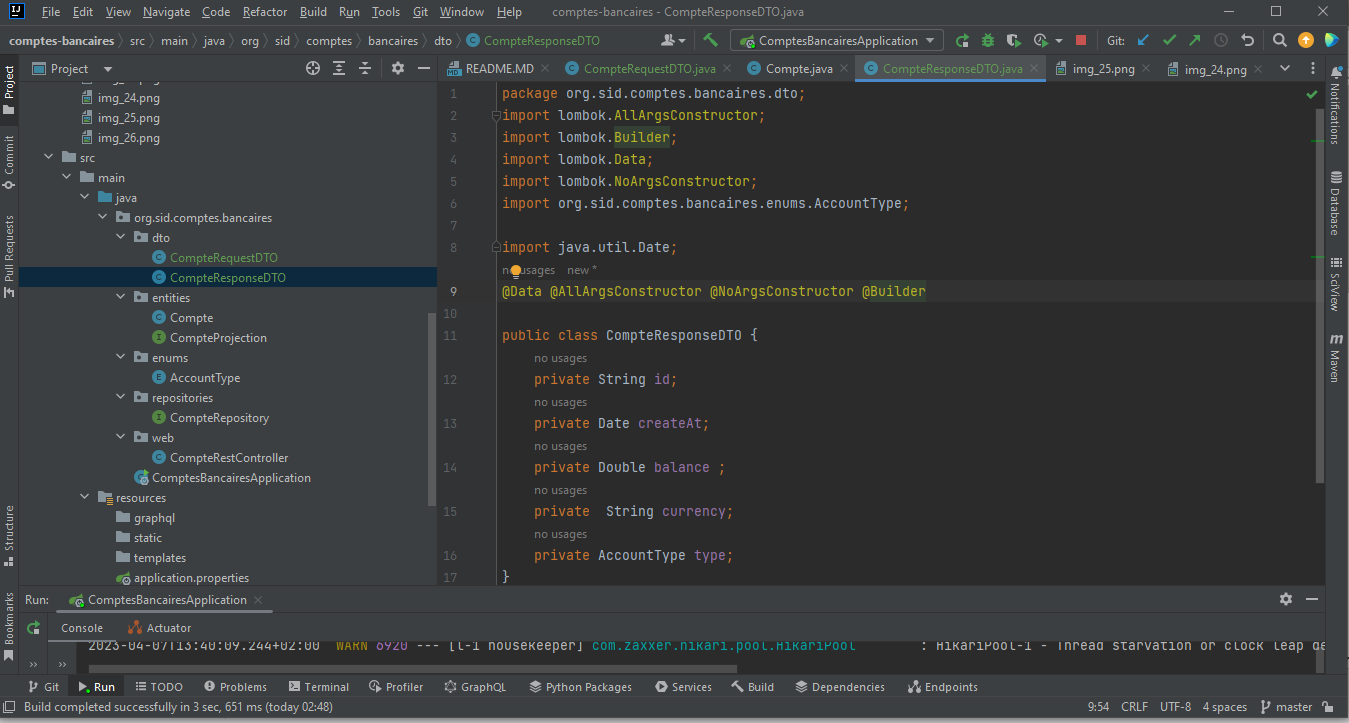 File Edit View Navigate Code Refactor Build Run Tools Git Window Help comptes-bancaires - CompteResponseDTO.java
comptes-bancaires src main java org sid comptes bancaires dto CompteResponseDTO ComptesBancairesApplication Git:
Project
README.MD CompteRequestDTO.java Compte.java CompteResponseDTO.java img_25.png img_24.png
img_24.png
img_25.png
img_26.png
src
main
java
org.sid.comptes.bancaires
dto
CompteRequestDTO
CompteResponseDTO
entities
Compte
CompteProjection
enums
AccountType
repositories
CompteRepository
web
CompteRestController
ComptesBancairesApplication
resources
graphql
static
templates
application.properties
1 package org.sid.comptes.bancaires.dto;
2 import lombok.AllArgsConstructor;
3 import lombok.Builder;
4 import lombok.Data;
5 import lombok.NoArgsConstructor;
6 import org.sid.comptes.bancaires.enums.AccountType;
7
8 import java.util.Date;
no usages new *
9 @Data @AllArgsConstructor @NoArgsConstructor @Builder
10
11 public class CompteResponseDTO {
no usages
12 private String id;
no usages
13 private Date createAt;
no usages
14 private Double balance ;
no usages
15 private  String currency;
no usages
16 private AccountType type;
17 }
Project
Commit
Pull Requests
Structure
Bookmarks
Notifications
Database
SciView
Maven
Run: ComptesBancairesApplication
Console Actuator
2023-04-07T13:40:09.244+02:00 WARN 6920 --- [l-1 housekeeper] com.zaxxer.hikari.pool.HikariPool : HikariPool-1 - Thread starvation or clock leap de
Git Run TODO Problems Terminal Profiler GraphQL Python Packages Services Build Dependencies Endpoints
Build completed successfully in 3 sec, 651 ms (today 02:48) 9:54 CRLF UTF-8 4 spaces master